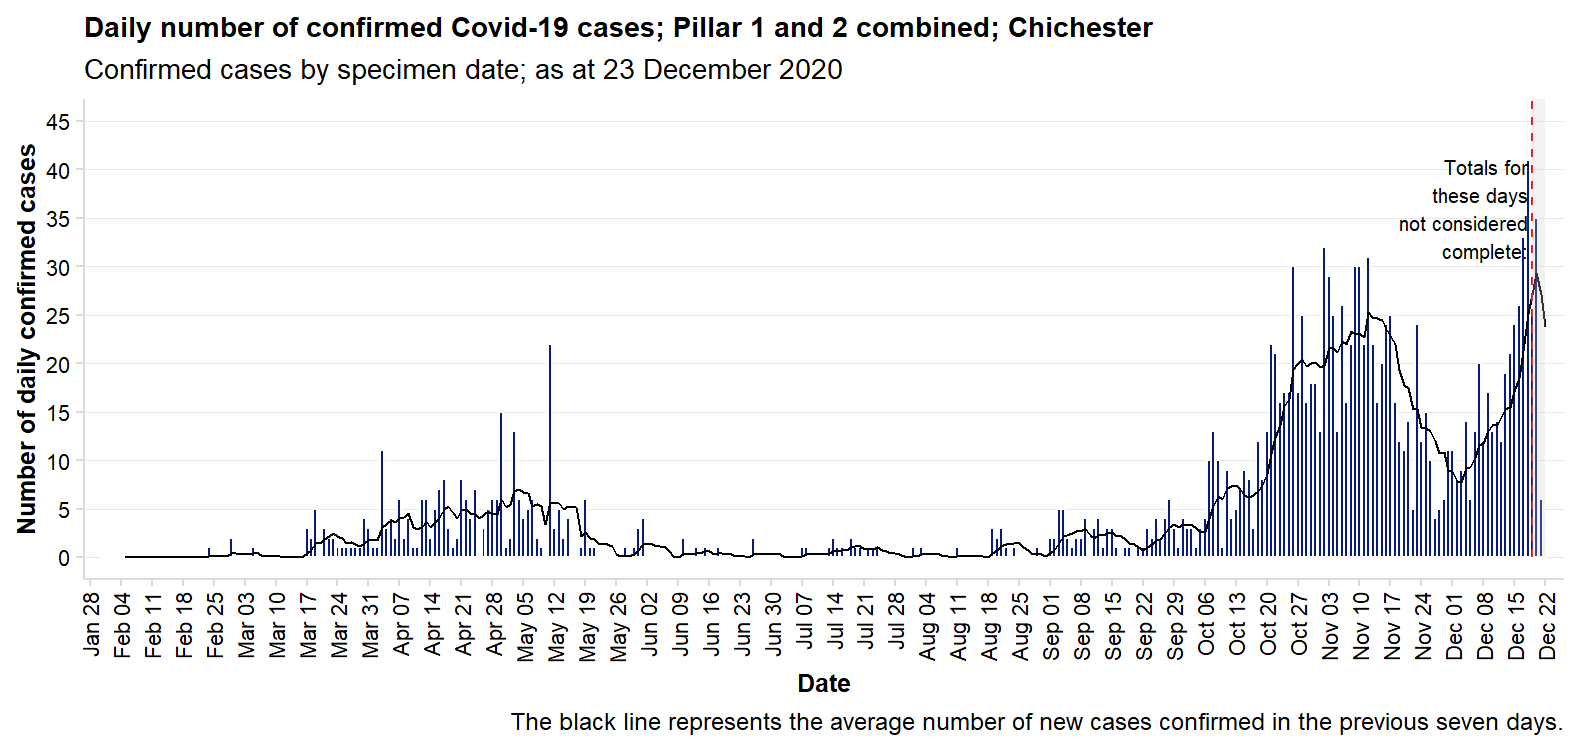 Daily number of confirmed Covid-19 cases; Pillar 1 and 2 combined; Chichester
Confirmed cases by specimen date; as at 23 December 2020
Number of daily confirmed cases
45
40
35
30
25
20
15
10
5
0
Totals for
these days
not considered
complete.
Jan 28
Feb 04
Feb 11
Feb 18
Feb 25
Mar 03
Mar 10
Mar 17
Mar 24
Mar 31
Apr 07
Apr 14
Apr 21
Apr 28
May 05
May 12
May 19
May 26
Jun 02
Jun 09
Jun 16
Jun 23
Jun 30
Jul 07
Jul 14
Jul 21
Jul 28
Aug 04
Aug 11
Aug 18
Aug 25
Sep 01
Sep 08
Sep 15
Sep 22
Sep 29
Oct 06
Oct 13
Oct 20
Oct 27
Nov 03
Nov 10
Nov 17
Nov 24
Dec 01
Dec 08
Dec 15
Dec 22
Date
The black line represents the average number of new cases confirmed in the previous seven days.